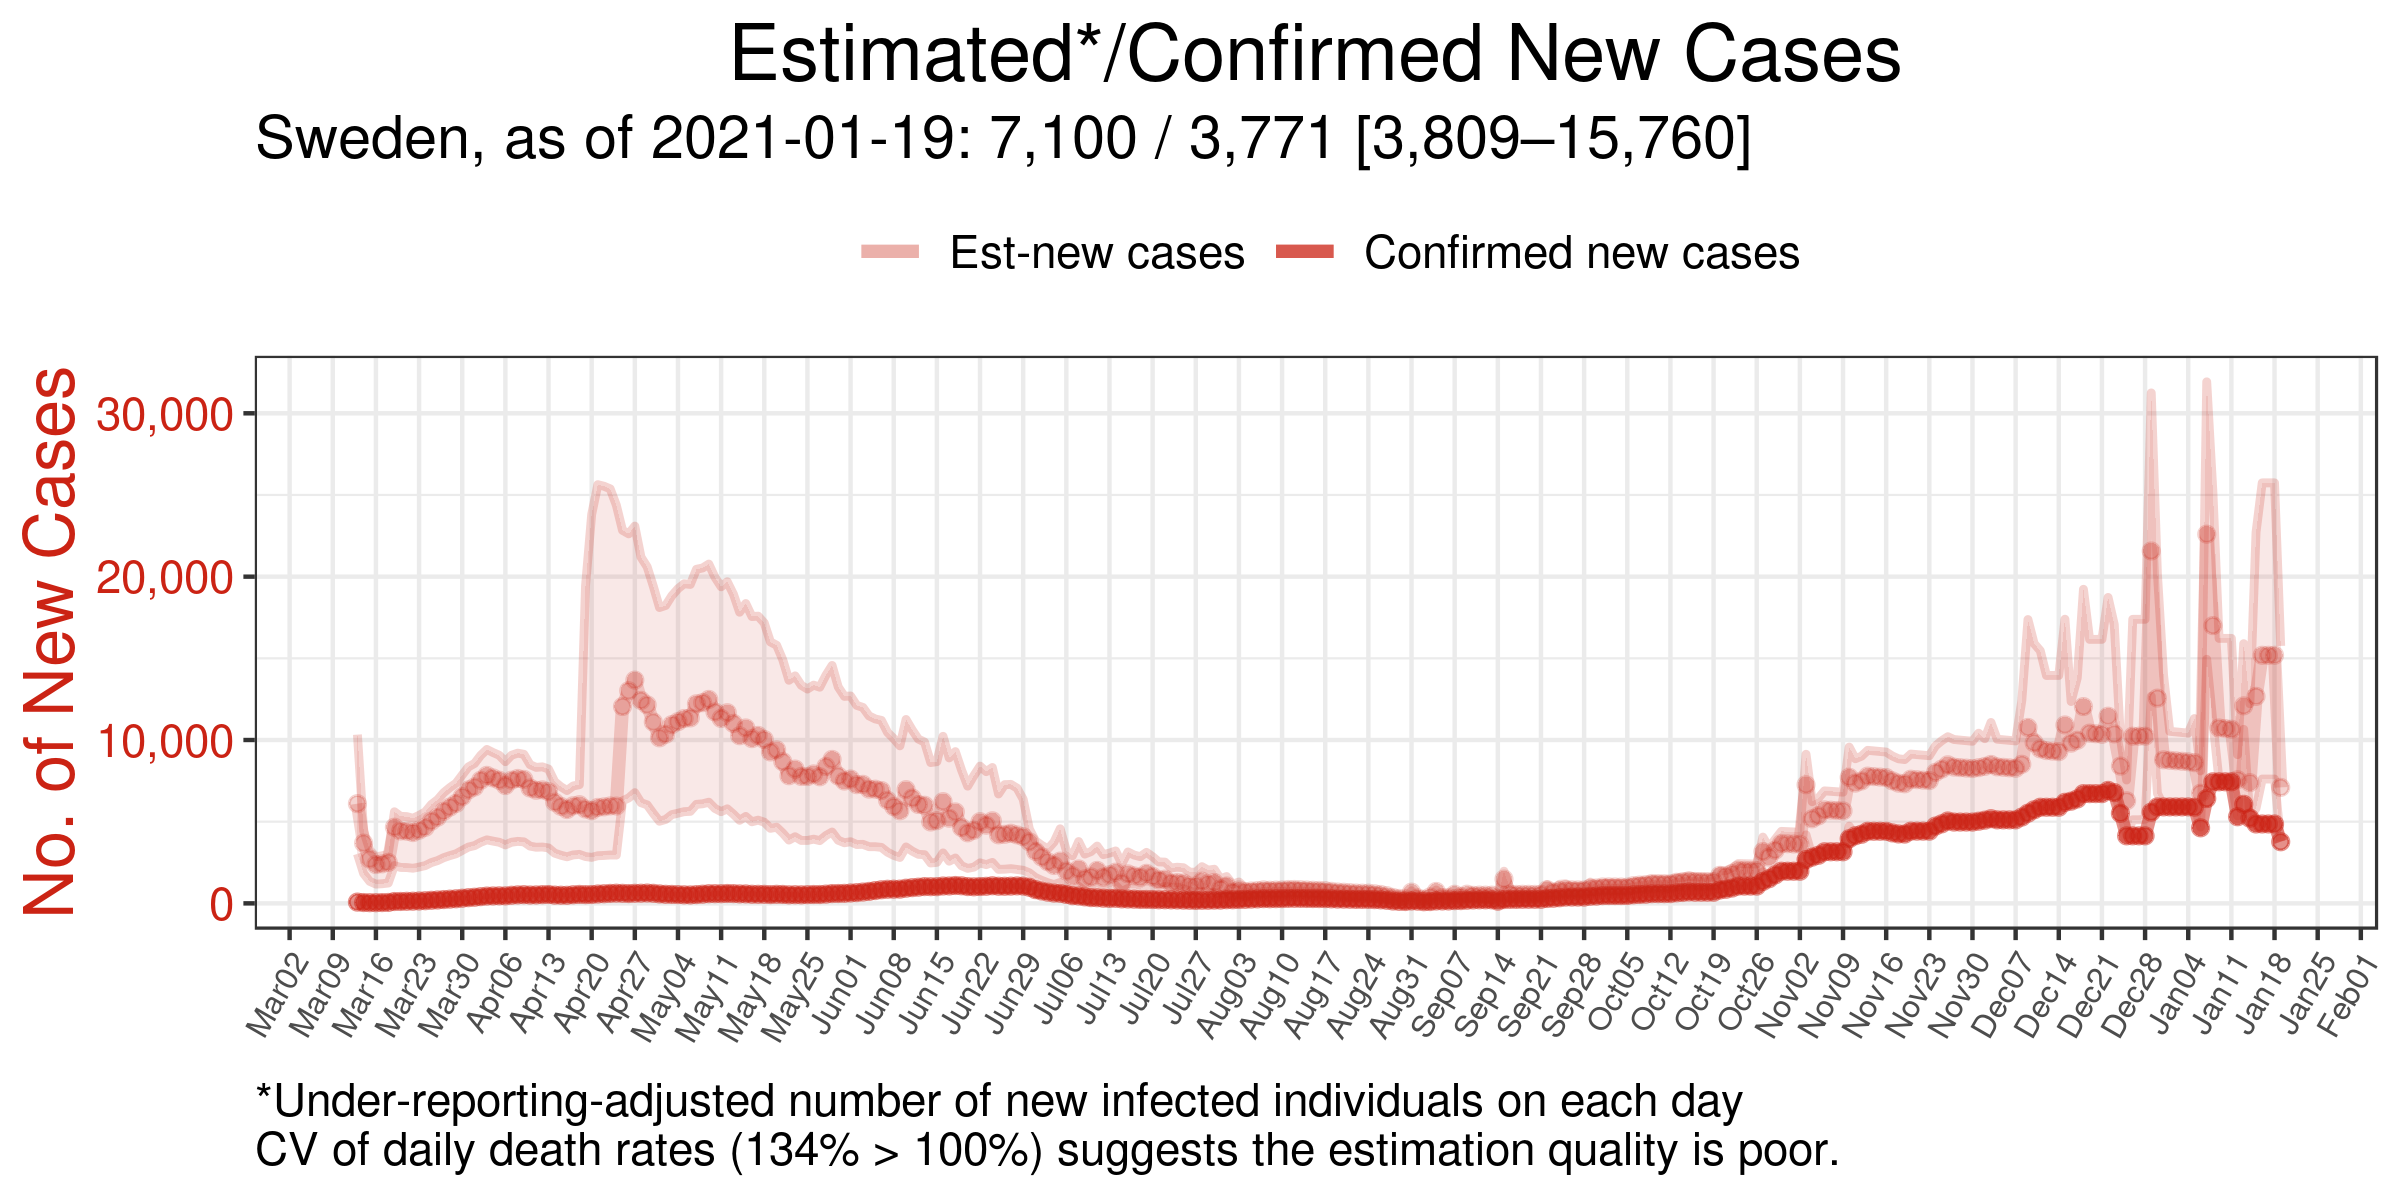 Estimated*/Confirmed New Cases
Sweden, as of 2021-01-19: 7,100 / 3,771 [3,809–15,760]
Est-new cases
Confirmed new cases
No. of New Cases
30,000
20,000
10,000
0
Mar02
Mar09
Mar16
Mar23
Mar30
Apr06
Apr13
Apr20
Apr27
May04
May11
May18
May25
Jun01
Jun08
Jun15
Jun22
Jun29
Jul06
Jul13
Jul20
Jul27
Aug03
Aug10
Aug17
Aug24
Aug31
Sep07
Sep14
Sep21
Sep28
Oct05
Oct12
Oct19
Oct26
Nov02
Nov09
Nov16
Nov23
Nov30
Dec07
Dec14
Dec21
Dec28
Jan04
Jan11
Jan18
Jan25
Feb01
*Under-reporting-adjusted number of new infected individuals on each day
CV of daily death rates (134% > 100%) suggests the estimation quality is poor.